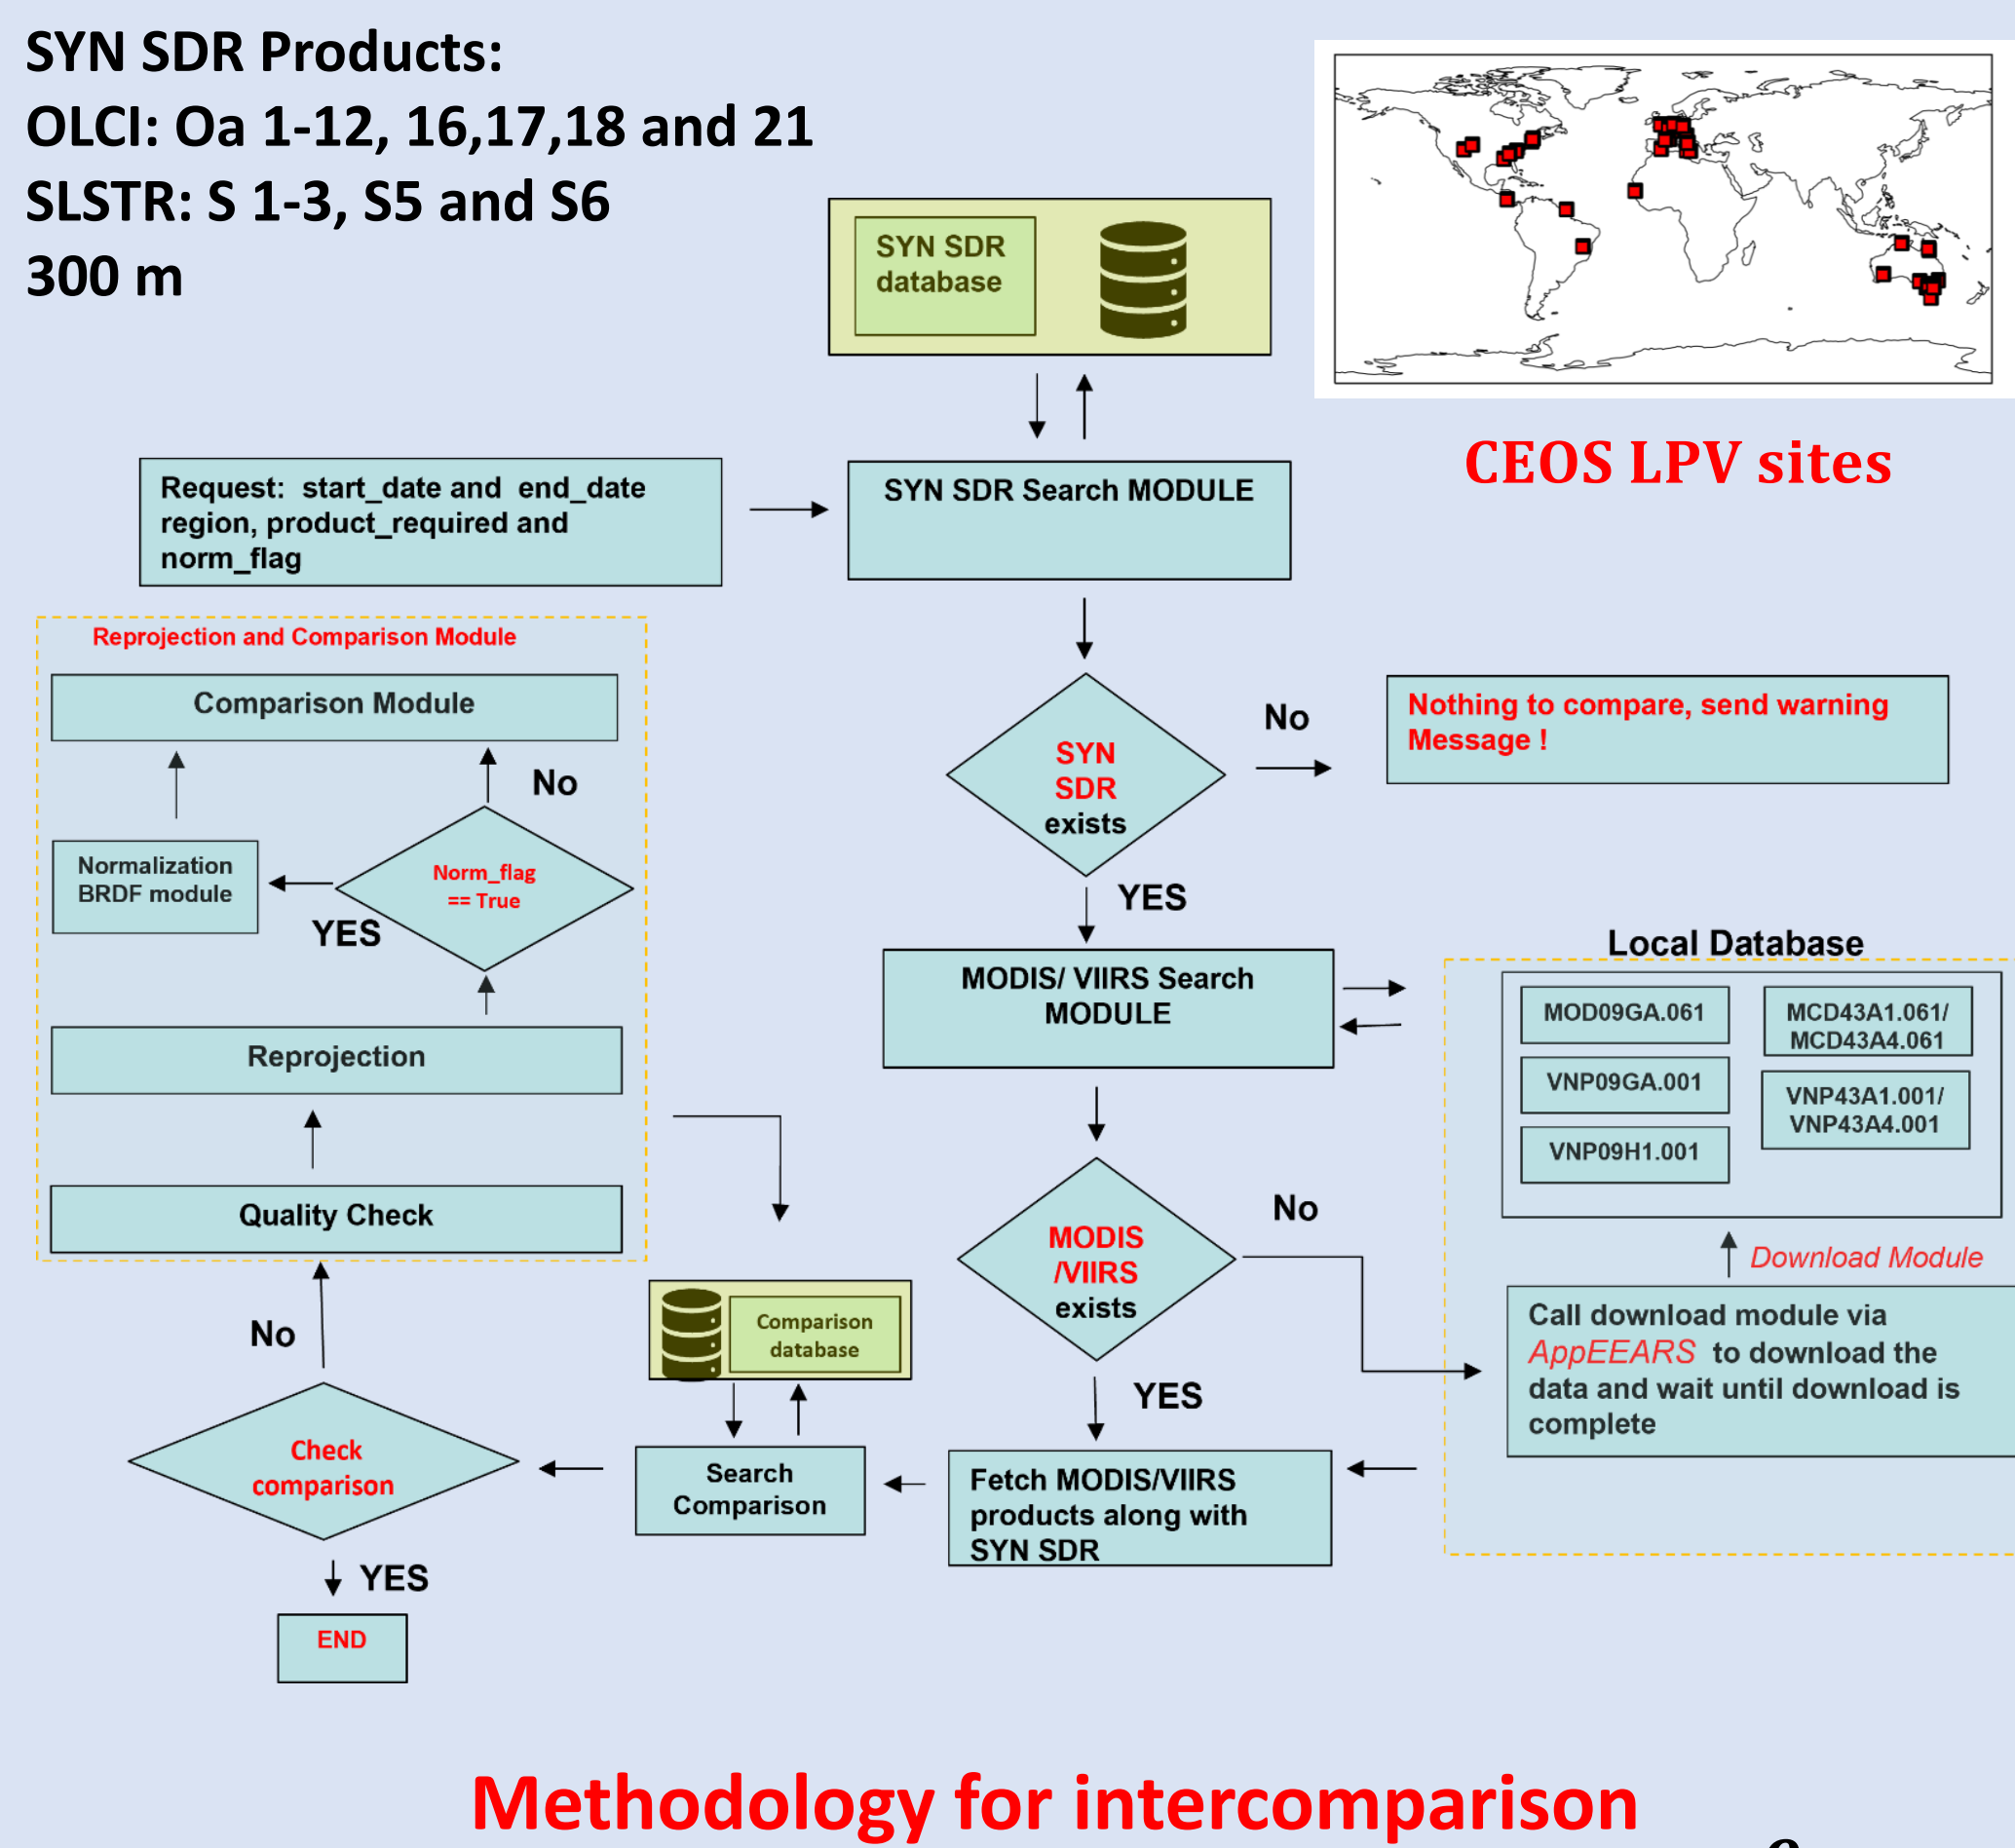 SYN SDR Products:
OLCI: Oa 1-12, 16,17,18 and 21
SLSTR: S 1-3, S5 and S6
300 m
SYN SDR
database
CEOS LPV sites
Request:  start_date and  end_date
region, product_required and
norm_flag
SYN SDR Search MODULE
SYN
SDR
exists
No
Nothing to compare, send warning
Message !
YES
MODIS/ VIIRS Search
MODULE
Local Database
MOD09GA.061
VNP09GA.001
VNP09H1.001
MCD43A1.061/
MCD43A4.061
VNP43A1.001/
VNP43A4.001
Download Module
Call download module via
AppEEARS  to download the
data and wait until download is
complete
MODIS
/VIIRS
exists
No
YES
Fetch MODIS/VIIRS
products along with
SYN SDR
Comparison
database
Search
Comparison
Check
comparison
No
YES
END
Reprojection and Comparison Module
Comparison Module
No
Normalization
BRDF module
Norm_flag
== True
YES
Reprojection
Quality Check
Methodology for intercomparison